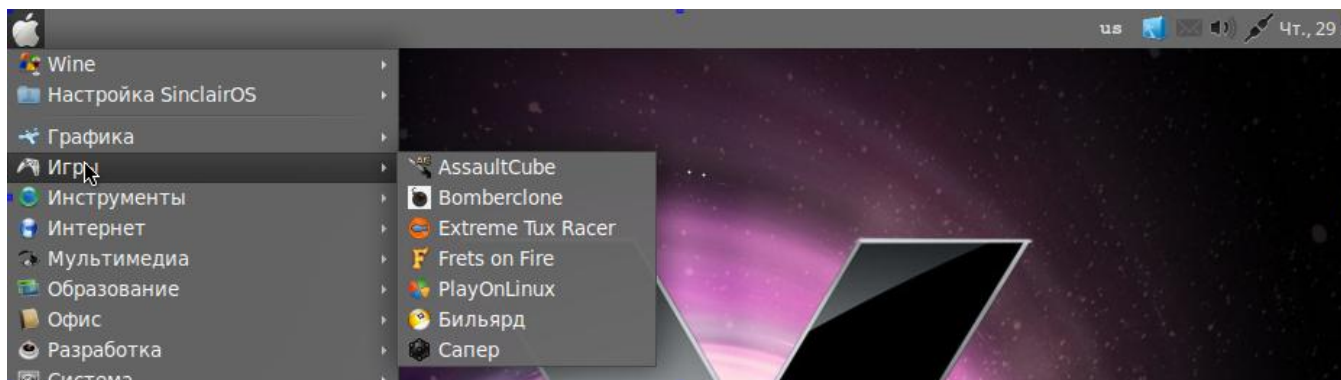 us Чт., 29
Wine
Настройка SinclairOS
Графика
Игры
Инструменты
Интернет
Мультимедиа
Образование
Офис
Разработка
Система
AssaultCube
Bomberclone
Extreme Tux Racer
Frets on Fire
PlayOnLinux
Бильярд
Сапер